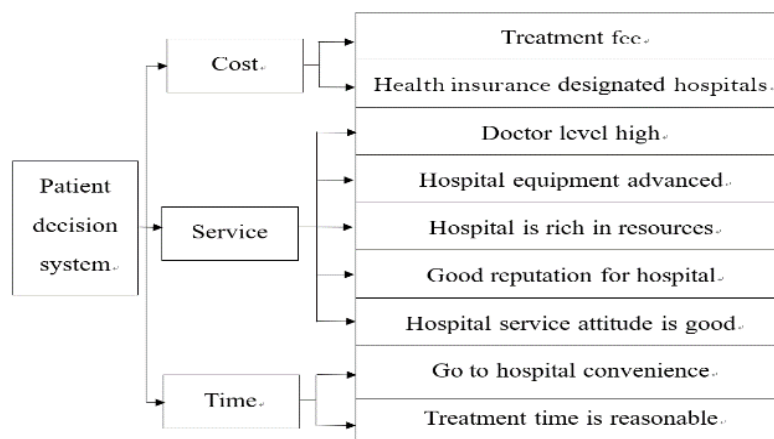 Patient
decision
system
Cost
Service
Time
Treatment fee
Health insurance designated hospitals
Doctor level high
Hospital equipment advanced
Hospital is rich in resources
Good reputation for hospital
Hospital service attitude is good
Go to hospital convenience
Treatment time is reasonable